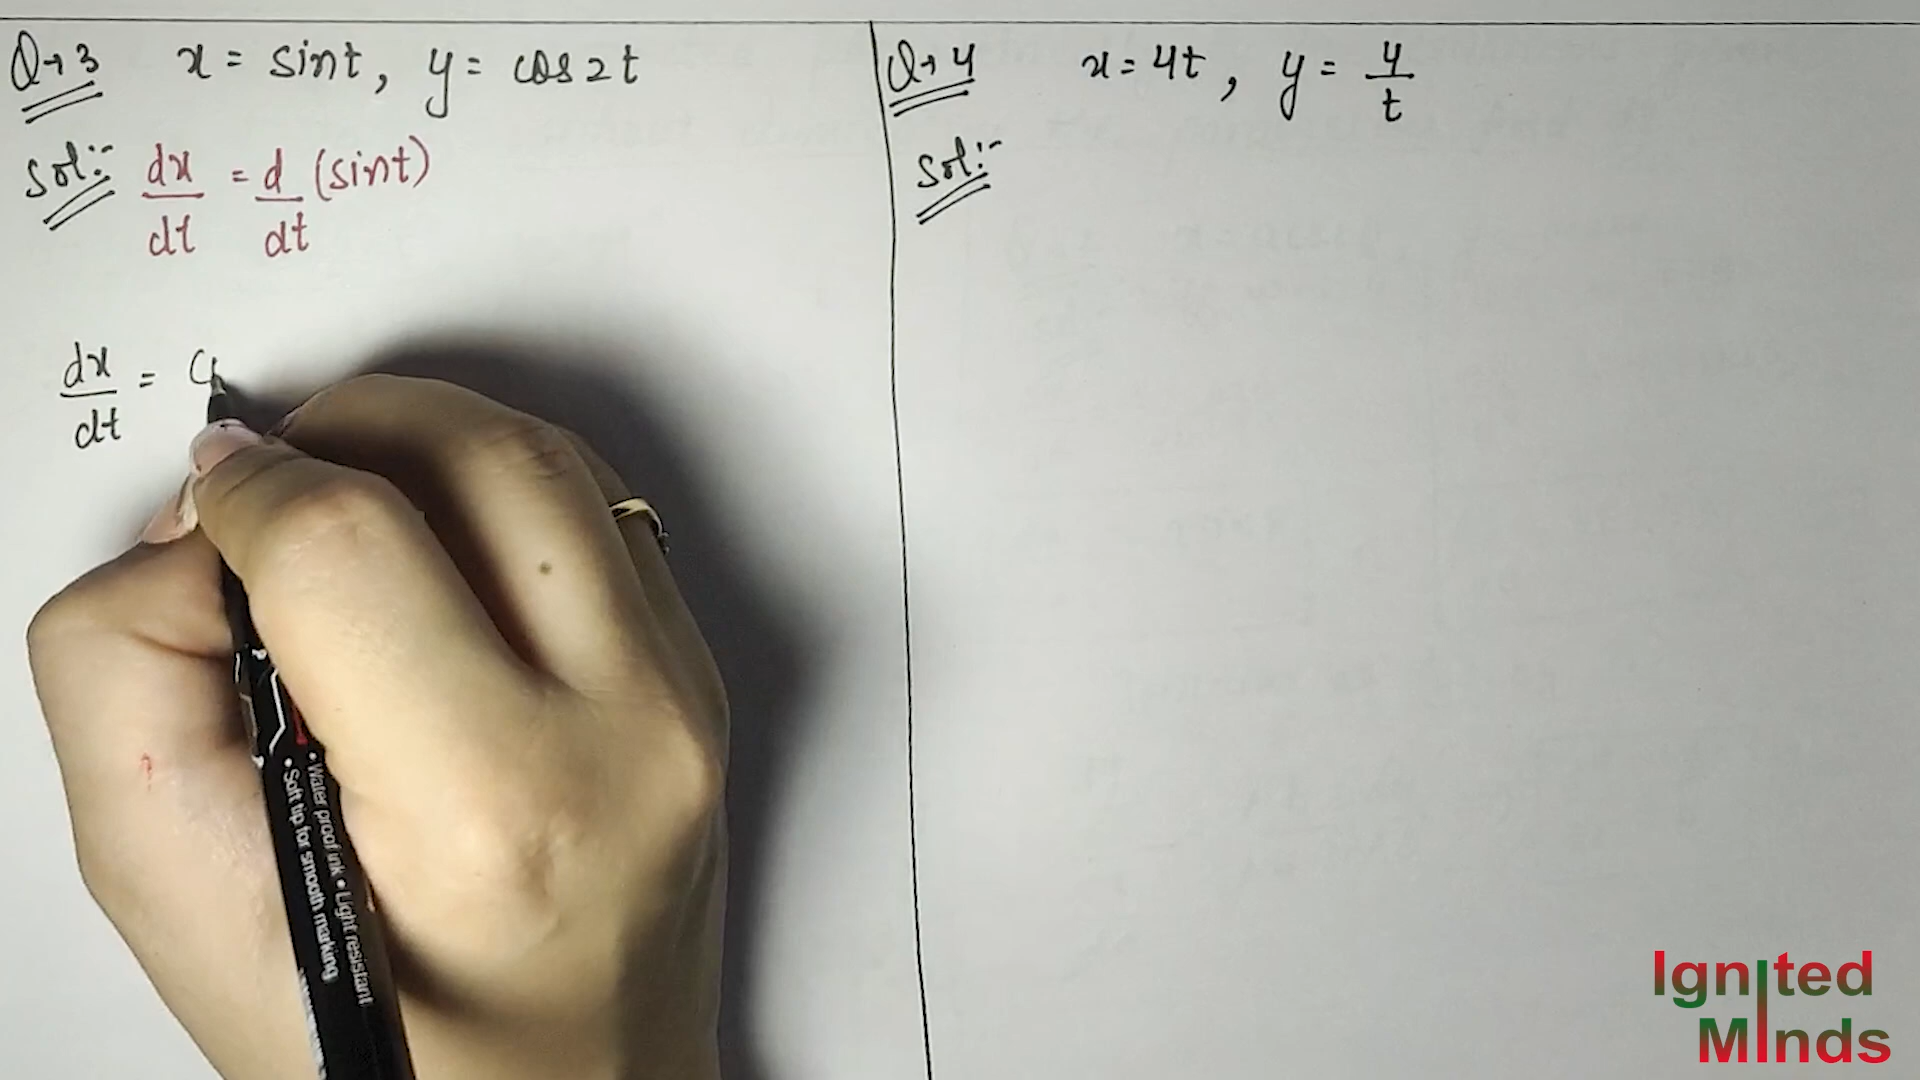 Q→3 x = sint, y = cos2t
Sol:- dx/dt = d/dt (sint)
dx/dt = c
Q→4 x = 4t, y = 4/t
Sol:-
• Water proof ink • Light resistant
• Soft tip for smooth marking
Ignited
Minds